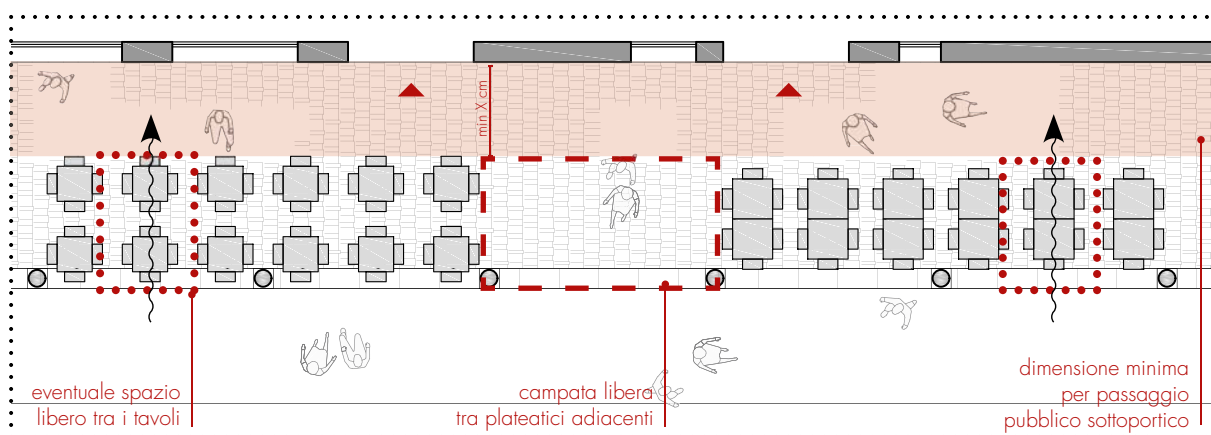 min X cm
eventuale spazio
libero tra i tavoli
campata libera
tra plateatici adiacenti
dimensione minima
per passaggio
pubblico sottoportico